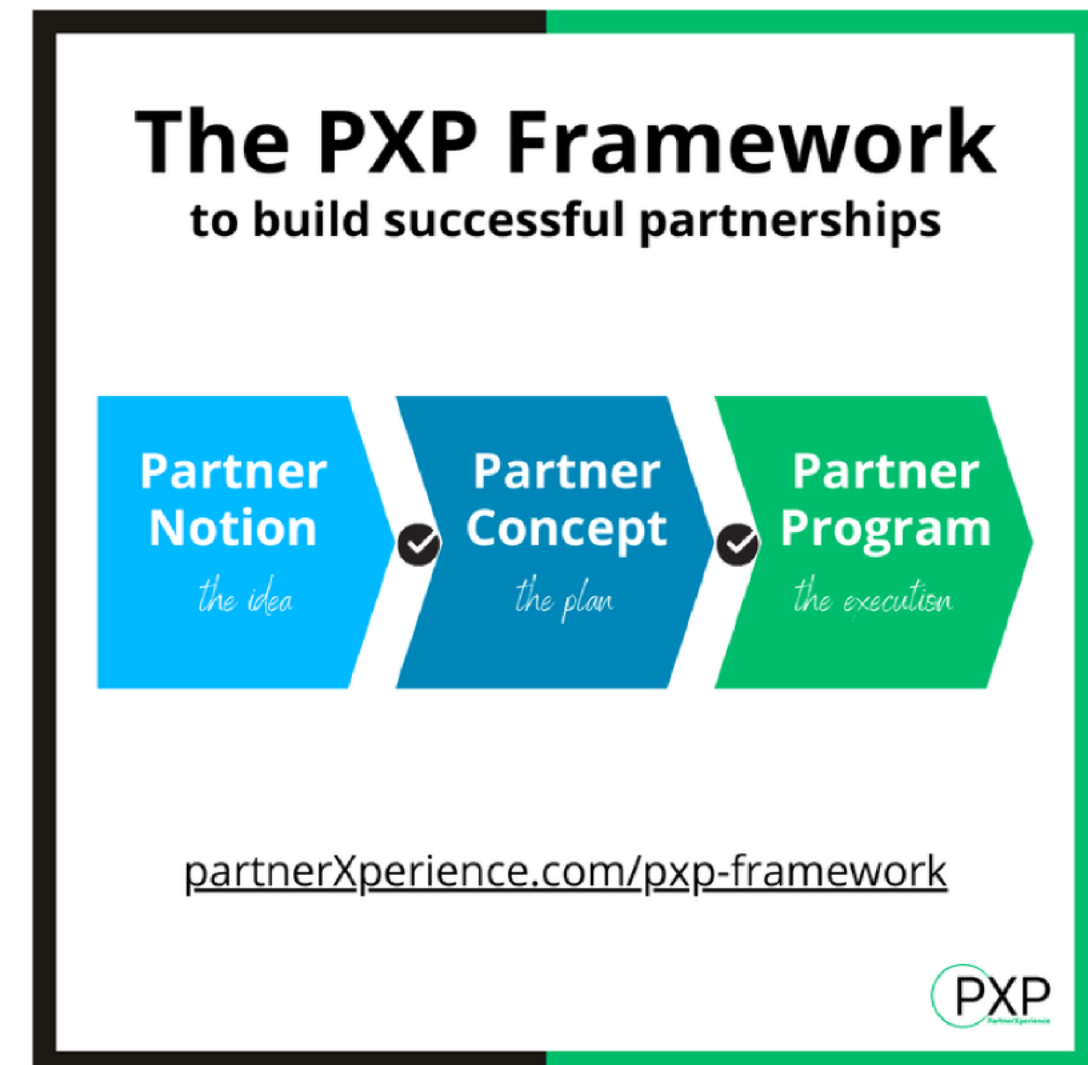 The PXP Framework
to build successful partnerships
Partner
Notion
the idea
Partner
Concept
the plan
Partner
Program
the execution
partnerXperience.com/pxp-framework
PXP
PartnerXperience